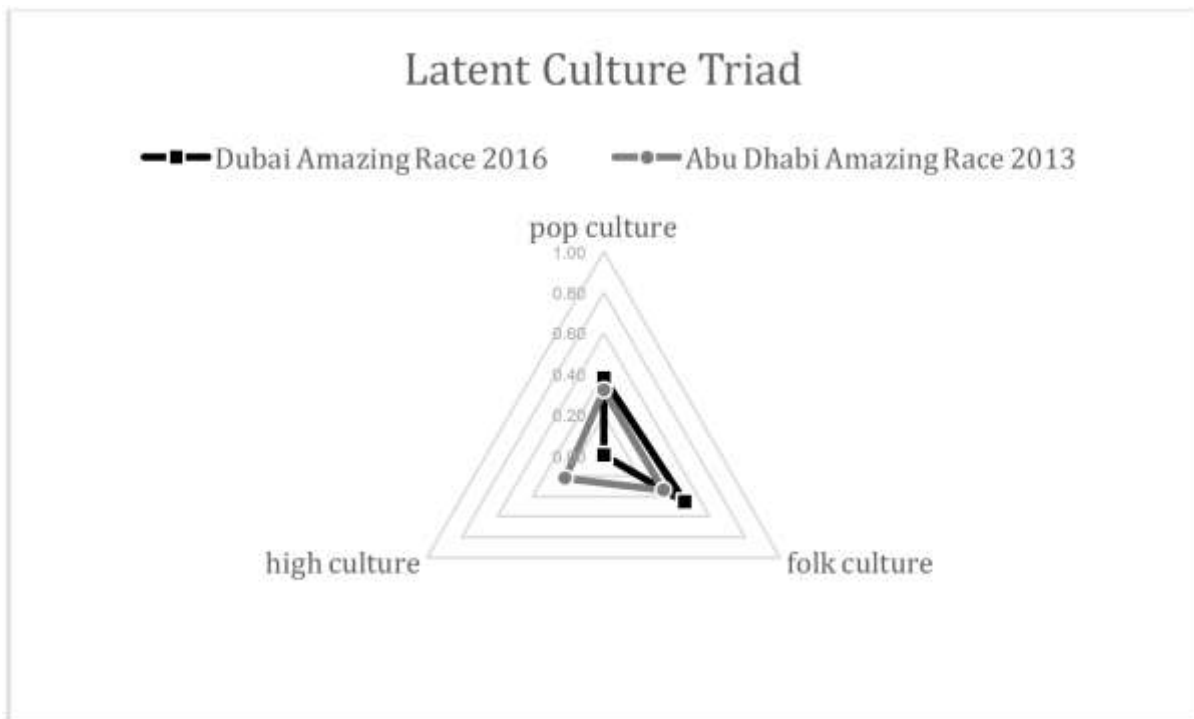 Latent Culture Triad
Dubai Amazing Race 2016 Abu Dhabi Amazing Race 2013
pop culture
1.00
0.80
0.60
0.40
0.20
0.00
high culture folk culture